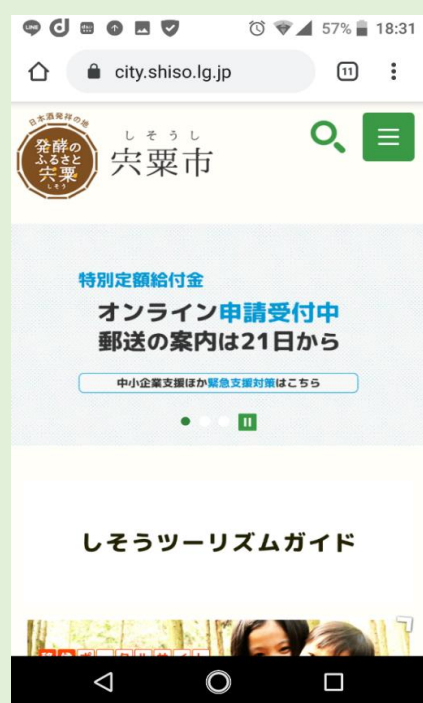 57% 18:31
city.shiso.lg.jp
11
日本酒発祥の地
発酵の
ふるさと
宍粟
しそう
しそうし
宍粟市
特別定額給付金
オンライン申請受付中
郵送の案内は21日から
中小企業支援ほか緊急支援対策はこちら
しそうツーリズムガイド